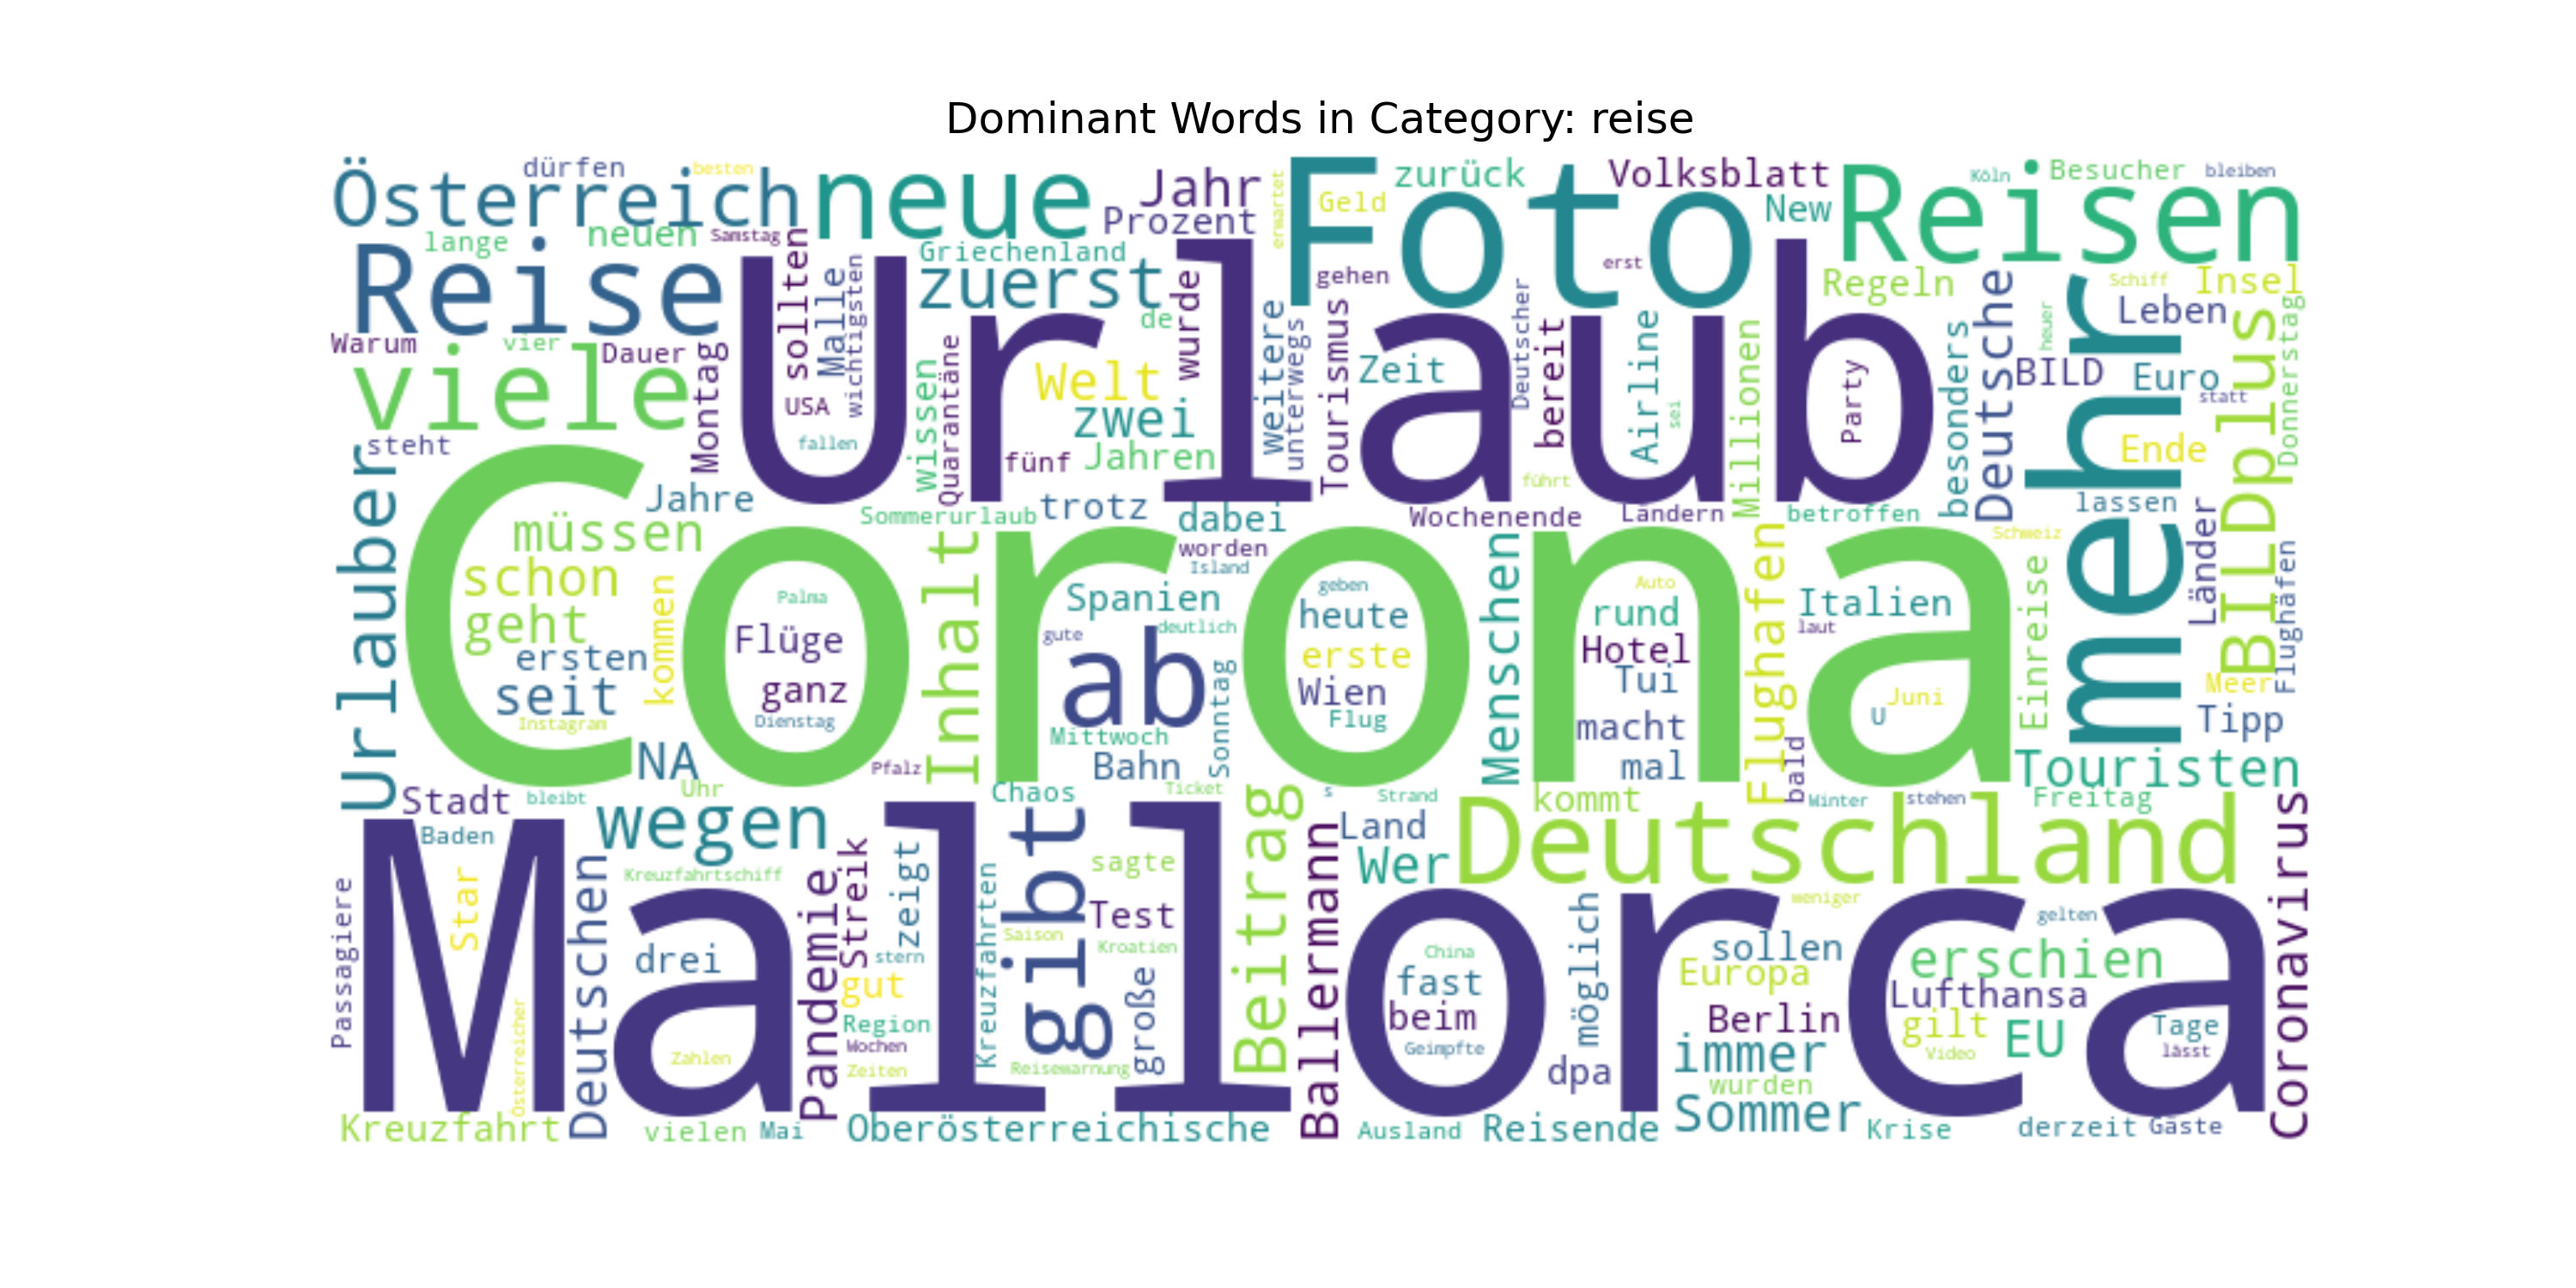 Dominant Words in Category: reise
Österreich
dürfen
besten
neue
Jahr
Prozent
erwartet
Foto
Geld
zurück
Volksblatt
New
Reisen
Köln
Besucher
bleiben
lange
neuen
Samstag
Reise
Urlaub
sollten
Malle
wichtigsten
Griechenland
zuerst
de
wurde
gehen
erst
Regeln
Deutsche
mehr
Schiff
Insel
Leben
heuer
Warum
vier
Dauer
viele
Montag
USA
fallen
wissen
Quarantäne
Welt
zwei
fünf
Jahren
weitere
unterwegs
Tourismus
Zeit
Deutscher
bereit
Airline
sei
Millionen
Party
besonders
BILD
Euro
statt
BILDplus
Donnerstag
steht
Ende
führt
Urlauber
Corona
Jahre
Sommerurlaub
trotz
dabei
Wochenende
Ländern
betroffen
lassen
Schweiz
müssen
schon
geht
ersten
seit
Instagram
kommen
Palma
Flüge
ganz
Dienstag
Inhalt
worden
Island
Spanien
gute
deutlich
ab
Mittwoch
Bahn
Sonntag
geben
heute
erste
Wien
Flug
Menschen
Auto
rund
Hotel
Tui
macht
mal
Flughafen
bald
Italien
laut
Juni
U
Einreise
Länder
Flughäfen
Meer
Tipp
NA
Pfalz
Touristen
Stadt
bleibt
Uhr
Chaos
Ticket
s
Strand
kommt
Winter
stehen
Freitag
Baden
wegen
Mallorca
Star
Deutschen
Kreuzfahrtschiff
Pandemie
Streik
zeigt
gibt
sagte
Beitrag
Ballermann
Land
Wer
Deutschland
Coronavirus
Passagiere
Österreicher
drei
Zahlen
stern
gut
Region
Wochen
Zeiten
Kreuzfahrten
Saison
Test
Kroatien
große
Reisewarnung
China
fast
beim
Geimpfte
möglich
dpa
weniger
sollen
Europa
Berlin
immer
wurden
Sommer
gelten
erschien
Lufthansa
gilt
EU
Video
Tage
lässt
Kreuzfahrt
vielen
Mai
Oberösterreichische
Ausland
Reisende
Krise
derzeit
Gäste